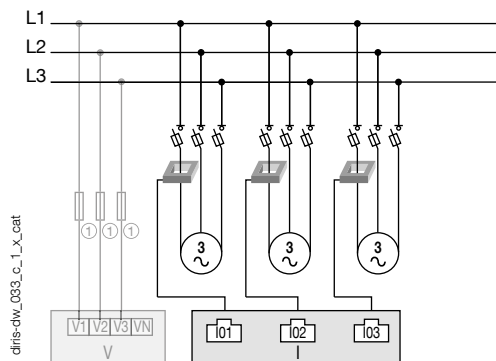 L1
L2
L3
① ① ①
3 3 3
V1 V2 V3 VN
V
I01 I02 I03
I
diris-dw_033_c_1_x_cat